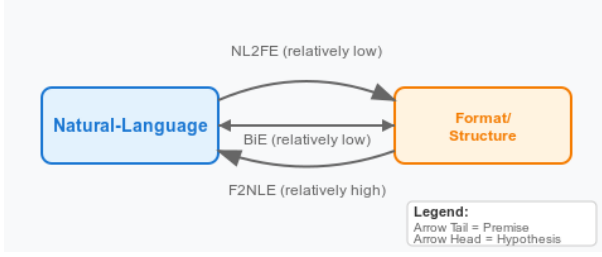 NL2FE (relatively low)
Natural-Language
Format/
Structure
BiE (relatively low)
F2NLE (relatively high)
Legend:
Arrow Tail = Premise
Arrow Head = Hypothesis